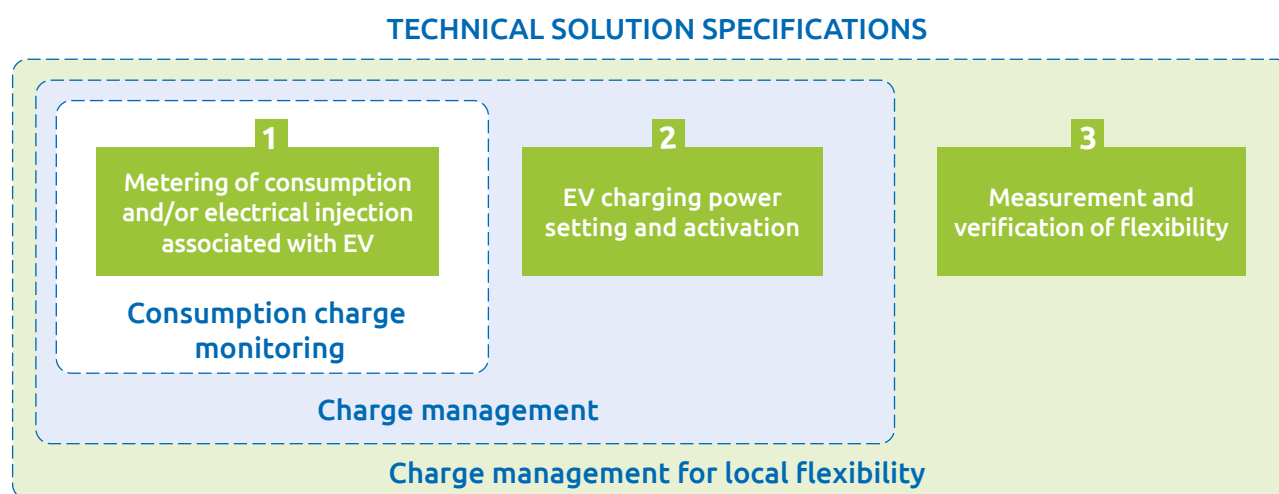 TECHNICAL SOLUTION SPECIFICATIONS
1
Metering of consumption
and/or electrical injection
associated with EV
2
EV charging power
setting and activation
3
Measurement and
verification of flexibility
Consumption charge
monitoring
Charge management
Charge management for local flexibility